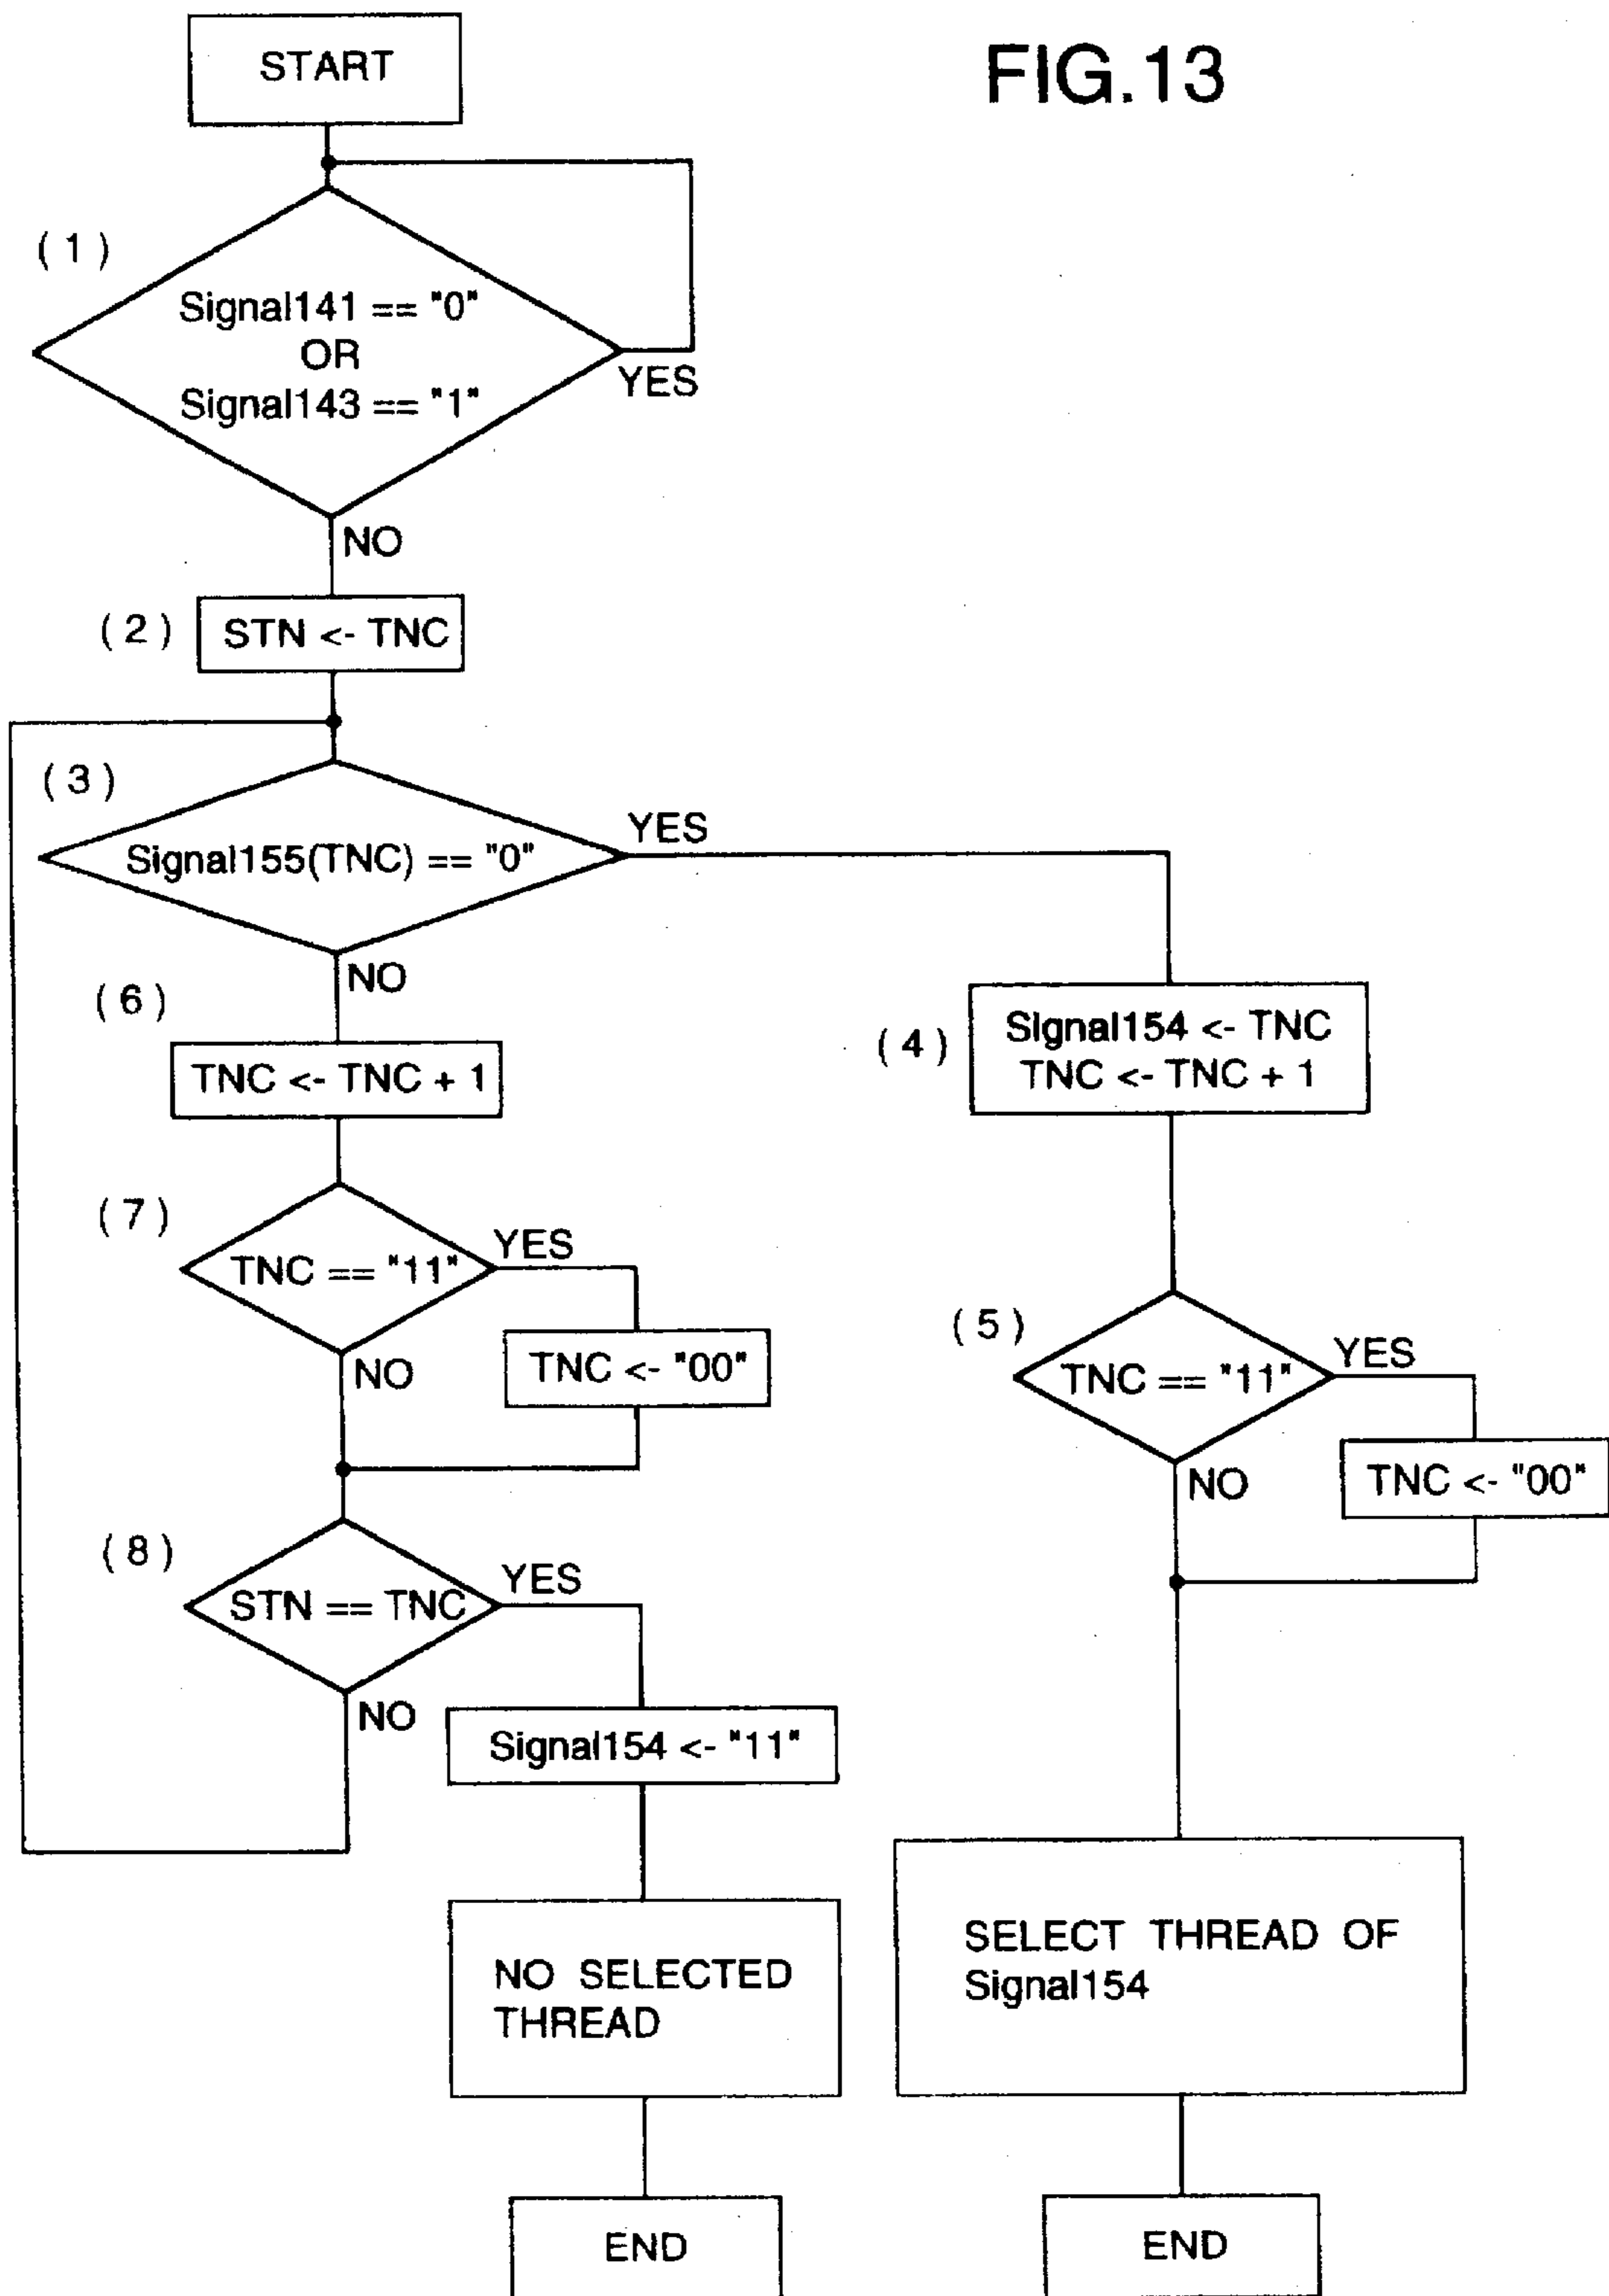 FIG.13
START
(1)
Signal141 == "0"
OR
Signal143 == "1"
YES
NO
(2)
STN <- TNC
(3)
Signal155(TNC) == "0"
YES
NO
(6)
TNC <- TNC + 1
(4)
Signal154 <- TNC
TNC <- TNC + 1
(7)
TNC == "11"
YES
TNC <- "00"
NO
(5)
TNC == "11"
YES
TNC <- "00"
NO
(8)
STN == TNC
YES
NO
Signal154 <- "11"
NO SELECTED
THREAD
SELECT THREAD OF
Signal154
END
END